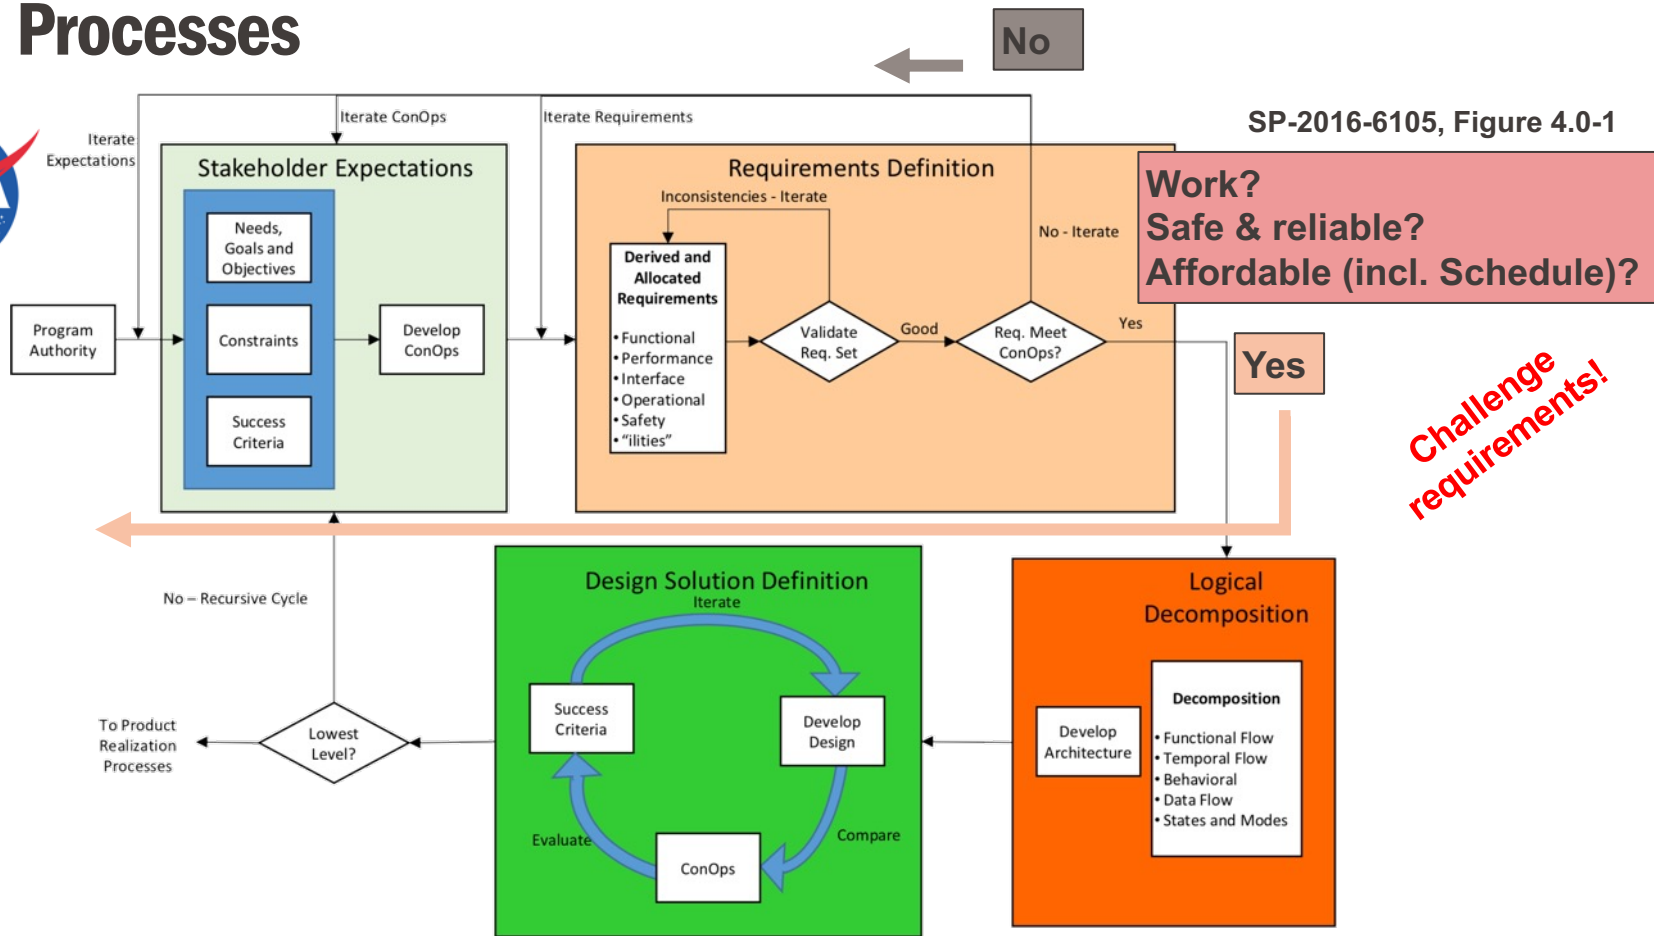 Processes
No
SP-2016-6105, Figure 4.0-1
Iterate
Expectations
Iterate ConOps
Iterate Requirements
Stakeholder Expectations
Needs,
Goals and
Objectives
Constraints
Success
Criteria
Program
Authority
Develop
ConOps
Requirements Definition
Inconsistencies - Iterate
Derived and
Allocated
Requirements
• Functional
• Performance
• Interface
• Operational
• Safety
• "ilities"
Validate
Req. Set
Good
Req. Meet
ConOps?
No - Iterate
Yes
Work?
Safe & reliable?
Affordable (incl. Schedule)?
Yes
Challenge
requirements!
Logical
Decomposition
Develop
Architecture
Decomposition
• Functional Flow
• Temporal Flow
• Behavioral
• Data Flow
• States and Modes
Design Solution Definition
Iterate
Success
Criteria
Develop
Design
Evaluate
Compare
ConOps
No – Recursive Cycle
Lowest
Level?
To Product
Realization
Processes